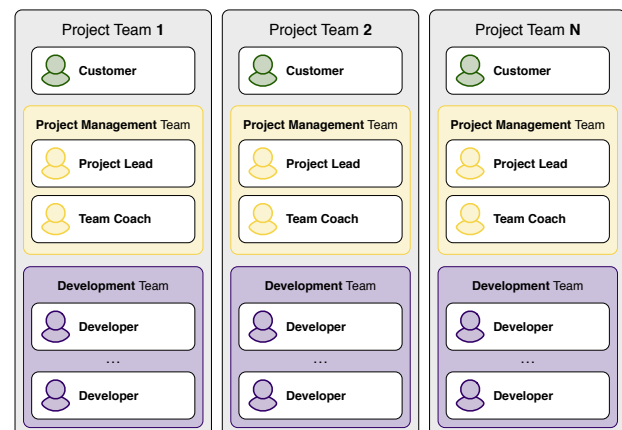 Project Team 1
Customer
Project Management Team
Project Lead
Team Coach
Development Team
Developer
...
Developer
Project Team 2
Customer
Project Management Team
Project Lead
Team Coach
Development Team
Developer
...
Developer
Project Team N
Customer
Project Management Team
Project Lead
Team Coach
Development Team
Developer
...
Developer